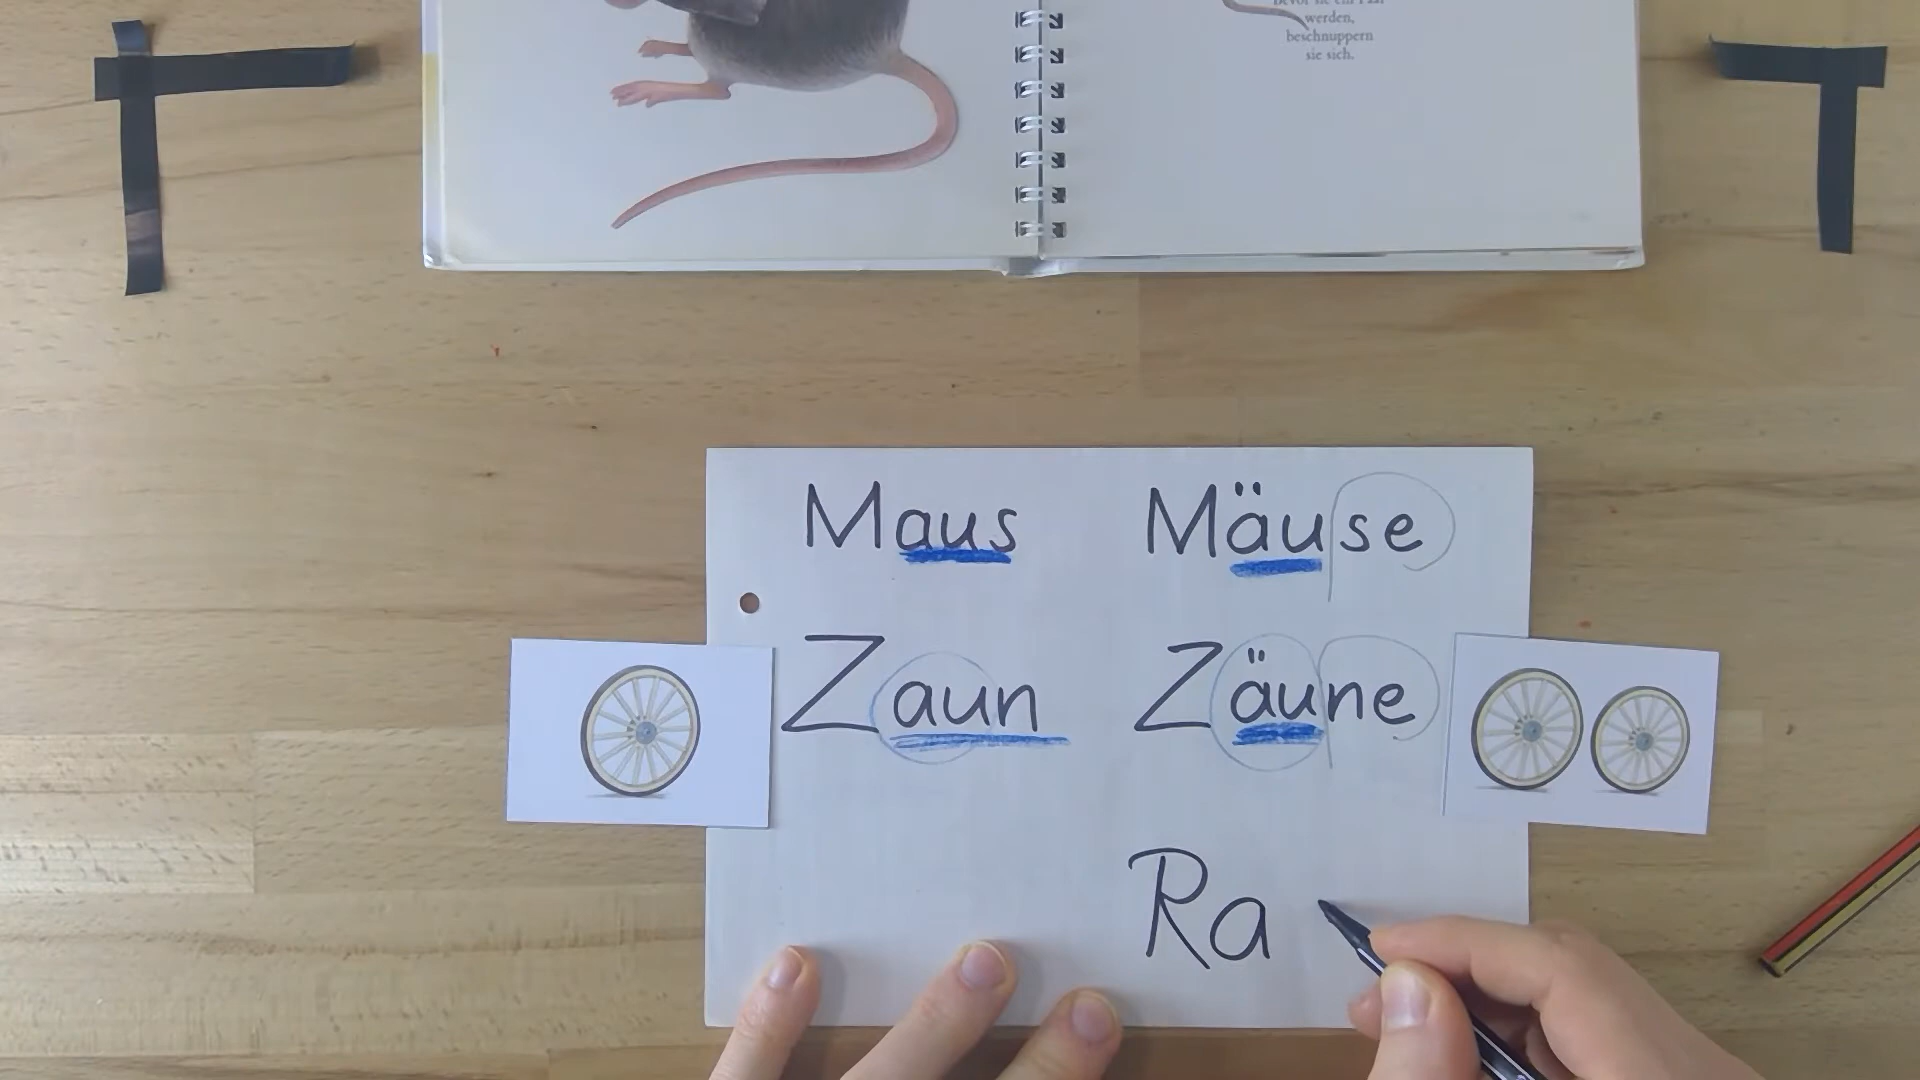 werden,
beschnuppern
sie sich.
Maus Mäuse
Zaun Zäune
Ra